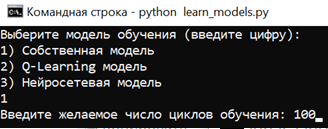 Командная строка - python learn_models.py
Выберите модель обучения (введите цифру):
1) Собственная модель
2) Q-Learning модель
3) Нейросетевая модель
1
Введите желаемое число циклов обучения: 100